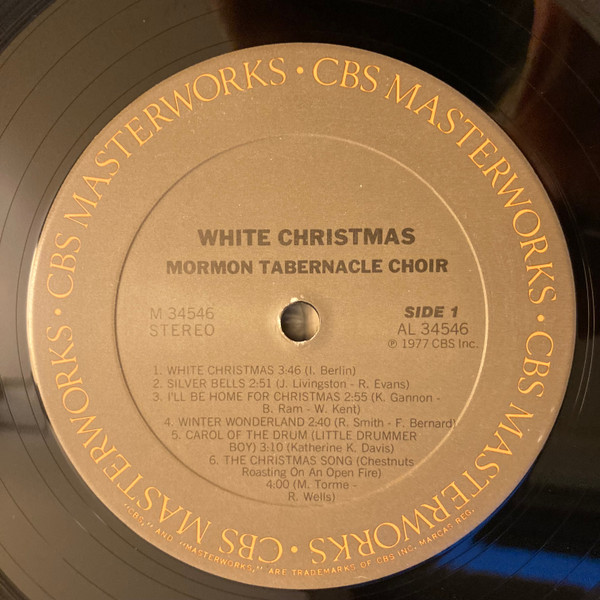 CBS MASTERWORKS • CBS MASTERWORKS • CBS MASTERWORKS • CBS MASTERWORKS •
WHITE CHRISTMAS
MORMON TABERNACLE CHOIR
M 34546
STEREO
SIDE 1
AL 34546
℗ 1977 CBS Inc.
1. WHITE CHRISTMAS 3:46 (I. Berlin)
2. SILVER BELLS 2:51 (J. Livingston - R. Evans)
3. I'LL BE HOME FOR CHRISTMAS 2:55 (K. Gannon -
B. Ram - W. Kent)
4. WINTER WONDERLAND 2:40 (R. Smith - F. Bernard)
5. CAROL OF THE DRUM (LITTLE DRUMMER
BOY) 3:10 (Katherine K. Davis)
6. THE CHRISTMAS SONG (Chestnuts
Roasting On An Open Fire)
4:00 (M. Torme -
R. Wells)
"CBS," AND "MASTERWORKS," ARE TRADEMARKS OF CBS INC. MARCAS REG.